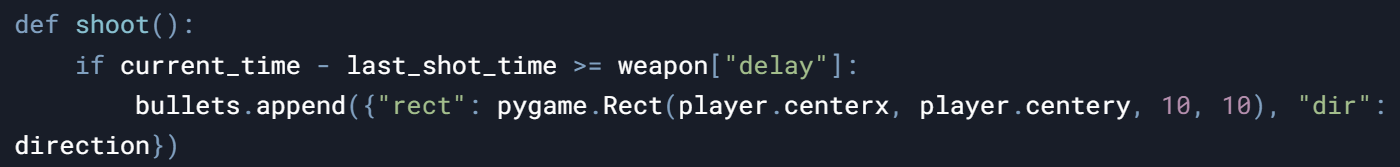 def shoot():
    if current_time - last_shot_time >= weapon["delay"]:
        bullets.append({"rect": pygame.Rect(player.centerx, player.centery, 10, 10), "dir":
direction})